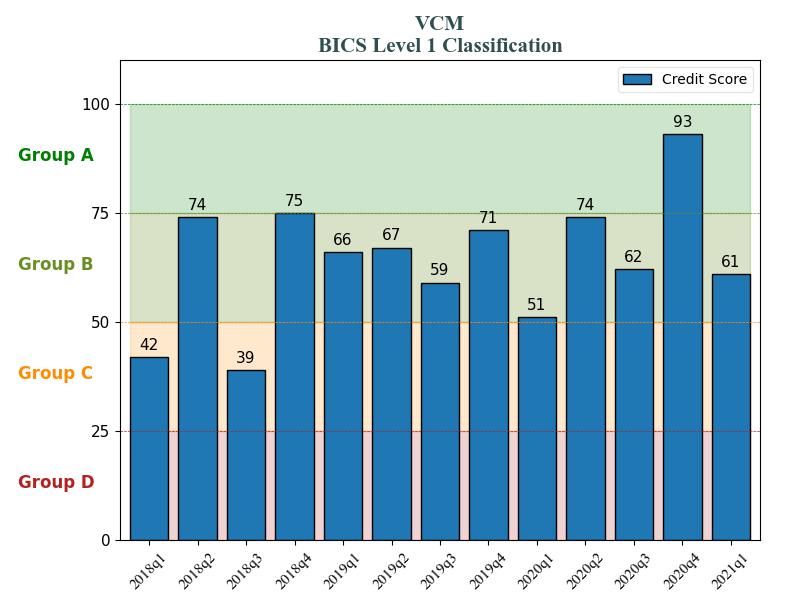 VCM
BICS Level 1 Classification
Credit Score
100
75
50
25
0
Group A
Group B
Group C
Group D
42
74
39
75
66
67
59
71
51
74
62
93
61
2018q1
2018q2
2018q3
2018q4
2019q1
2019q2
2019q3
2019q4
2020q1
2020q2
2020q3
2020q4
2021q1